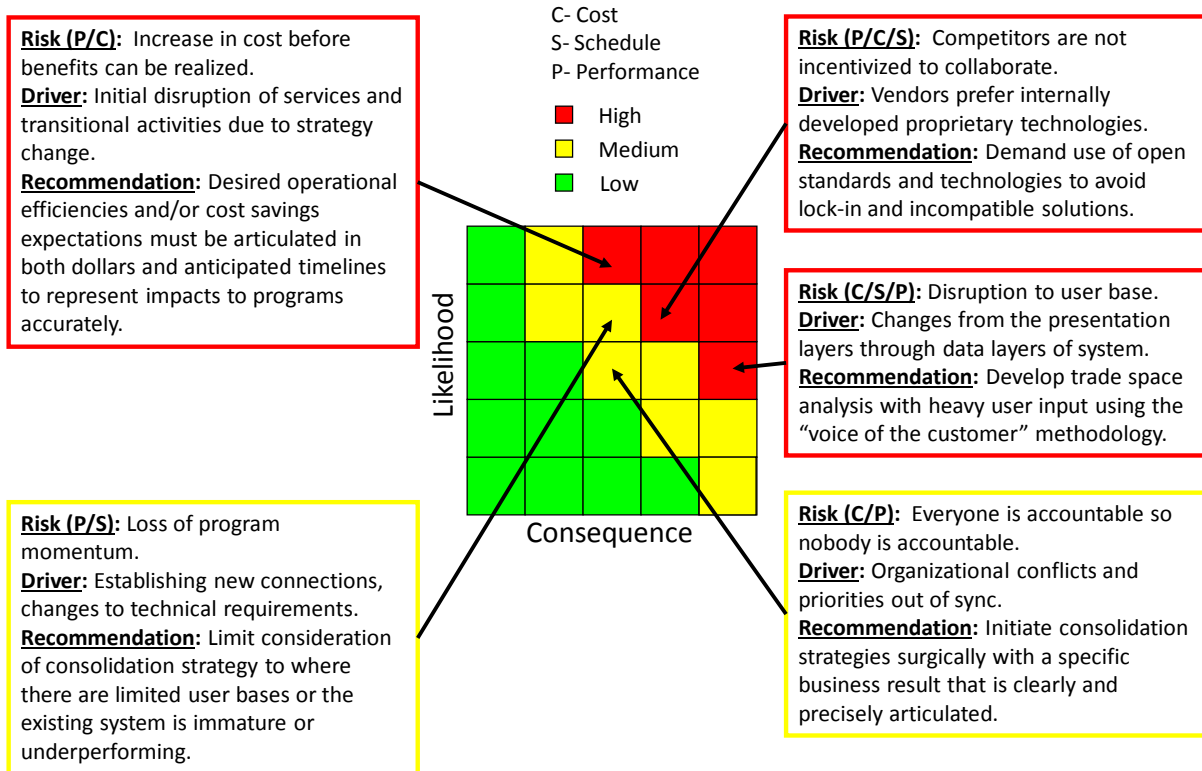 Risk (P/C): Increase in cost before
benefits can be realized.
Driver: Initial disruption of services and
transitional activities due to strategy
change.
Recommendation: Desired operational
efficiencies and/or cost savings
expectations must be articulated in
both dollars and anticipated timelines
to represent impacts to programs
accurately.
C- Cost
S- Schedule
P- Performance
High
Medium
Low
Risk (P/C/S): Competitors are not
incentivized to collaborate.
Driver: Vendors prefer internally
developed proprietary technologies.
Recommendation: Demand use of open
standards and technologies to avoid
lock-in and incompatible solutions.
Risk (C/S/P): Disruption to user base.
Driver: Changes from the presentation
layers through data layers of system.
Recommendation: Develop trade space
analysis with heavy user input using the
“voice of the customer” methodology.
Likelihood
Consequence
Risk (P/S): Loss of program
momentum.
Driver: Establishing new connections,
changes to technical requirements.
Recommendation: Limit consideration
of consolidation strategy to where
there are limited user bases or the
existing system is immature or
underperforming.
Risk (C/P): Everyone is accountable so
nobody is accountable.
Driver: Organizational conflicts and
priorities out of sync.
Recommendation: Initiate consolidation
strategies surgically with a specific
business result that is clearly and
precisely articulated.